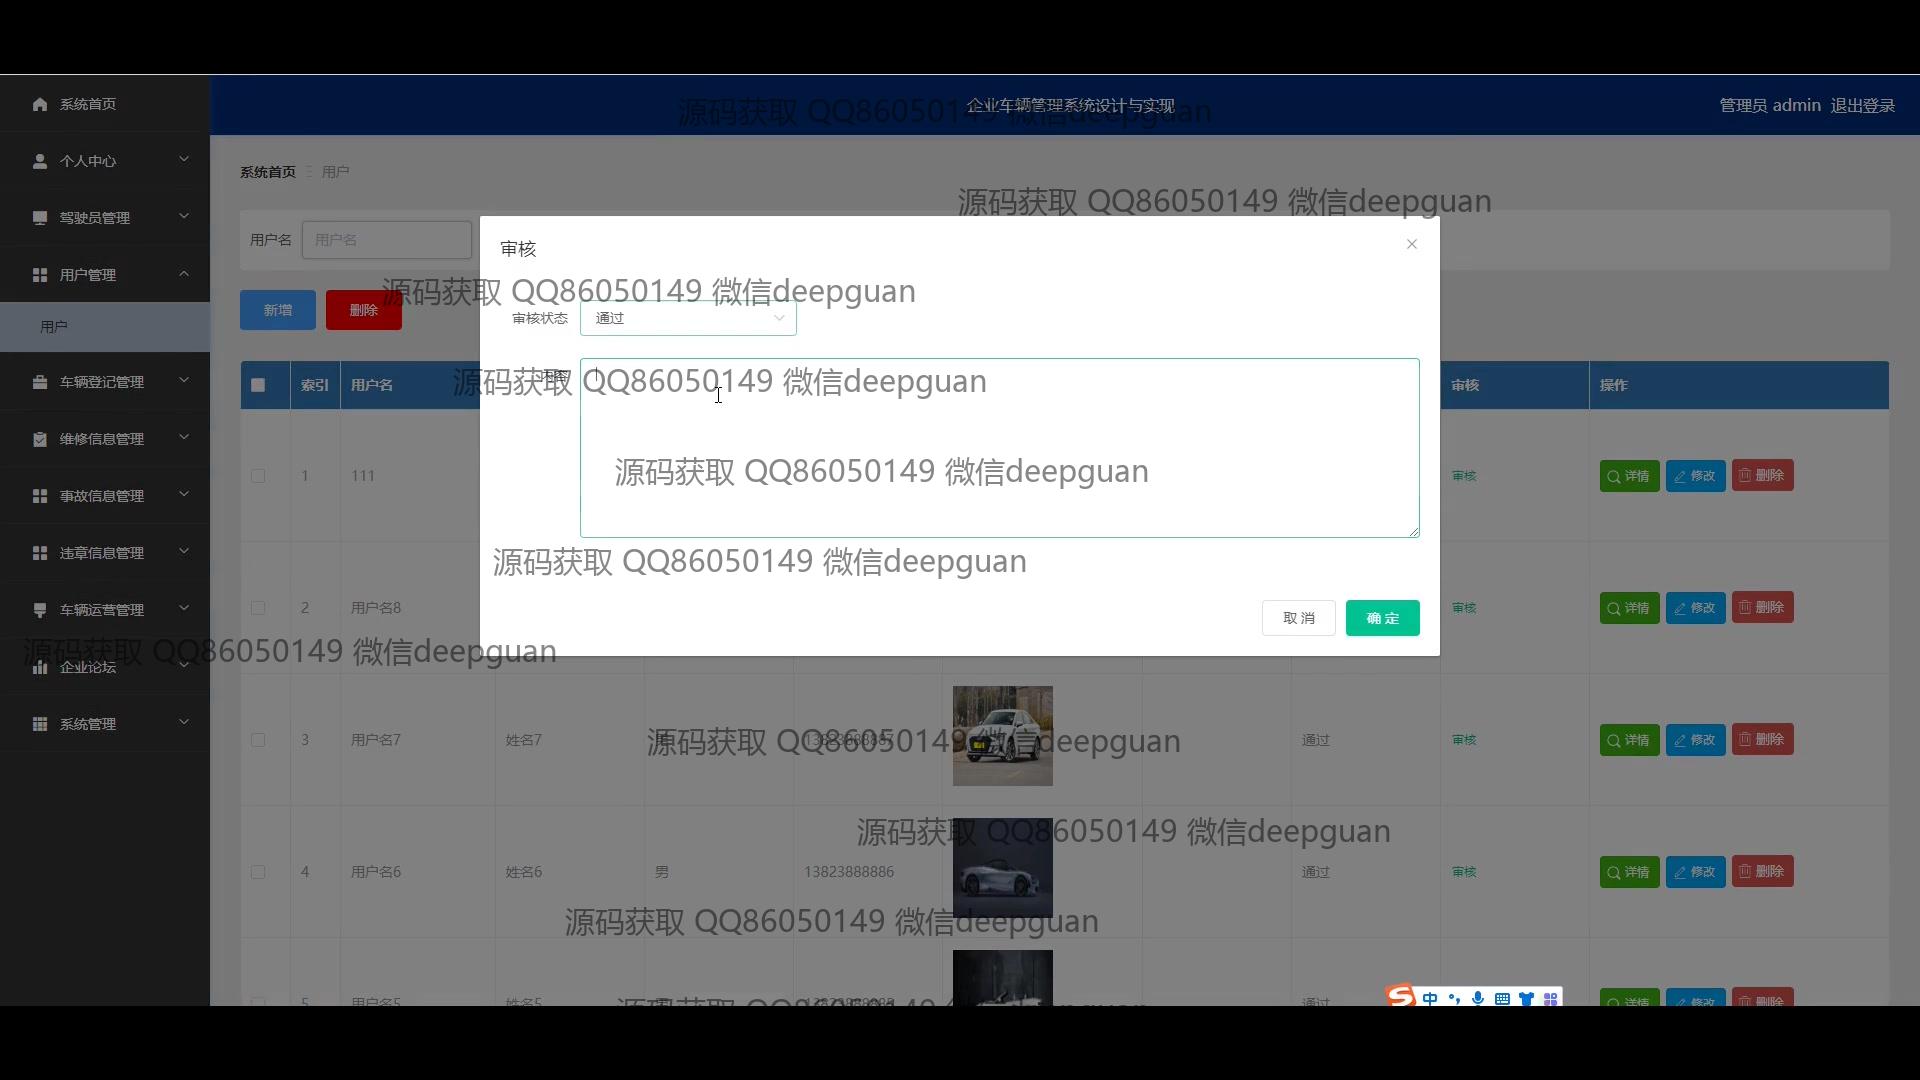 系统首页
企业车辆管理系统设计与实现
管理员 admin 退出登录
源码获取 QQ86050149 微信deepguan
个人中心
系统首页 用户
驾驶员管理
源码获取 QQ86050149 微信deepguan
用户名 用户名
审核
用户管理
源码获取 QQ86050149 微信deepguan
新增 删除
审核状态 通过
用户
车辆登记管理
索引 用户名
内容
源码获取 QQ86050149 微信deepguan
审核 操作
维修信息管理
1 111
源码获取 QQ86050149 微信deepguan
审核 详情 修改 删除
事故信息管理
违章信息管理
源码获取 QQ86050149 微信deepguan
车辆运营管理
2 用户名8
取消 确定
审核 详情 修改 删除
源码获取 QQ86050149 微信deepguan
企业论坛
系统管理
3 用户名7 姓名7
源码获取 QQ86050149 微信deepguan
通过 审核 详情 修改 删除
源码获取 QQ86050149 微信deepguan
4 用户名6 姓名6 男 13823888886 通过 审核 详情 修改 删除
源码获取 QQ86050149 微信deepguan
5 用户名5 姓名5
通过 详情 修改 删除
中